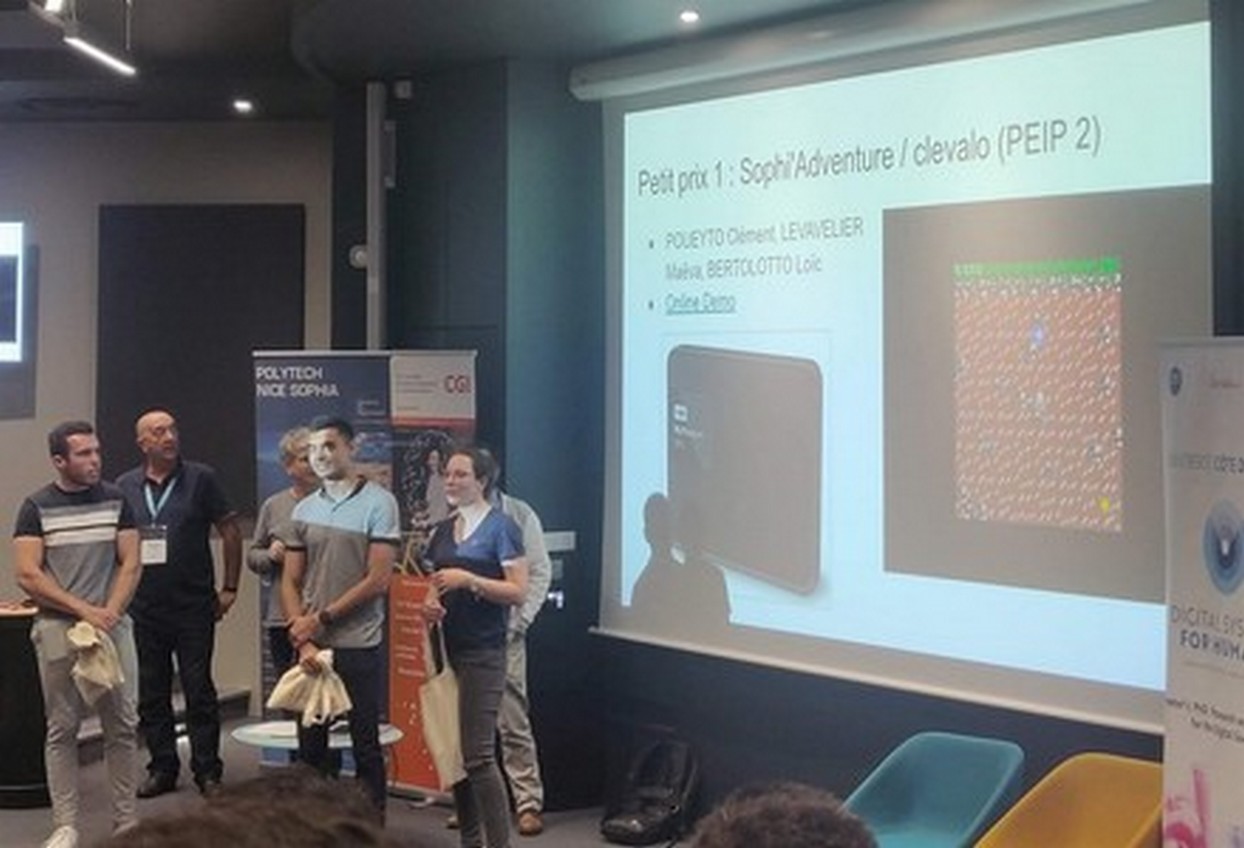 Petit prix 1 : Sophi'Adventure / clevalo (PEIP 2)
POUEYTO Clément, LEVAVELIER
Maëva, BERTOLOTTO Loïc
Online Demo
POLYTECH
NICE SOPHIA
CGI
CÔTE D
DIGITAL SYS
FOR HUMA